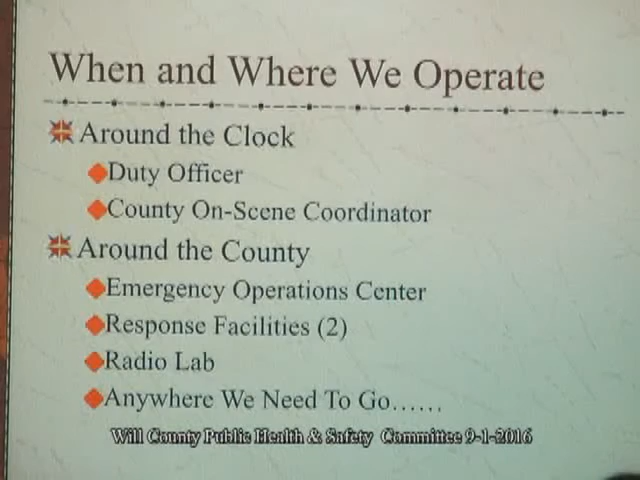 When and Where We Operate
Around the Clock
Duty Officer
County On-Scene Coordinator
Around the County
Emergency Operations Center
Response Facilities (2)
Radio Lab
Anywhere We Need To Go......
Will County Public Health & Safety Committee 9-1-2016